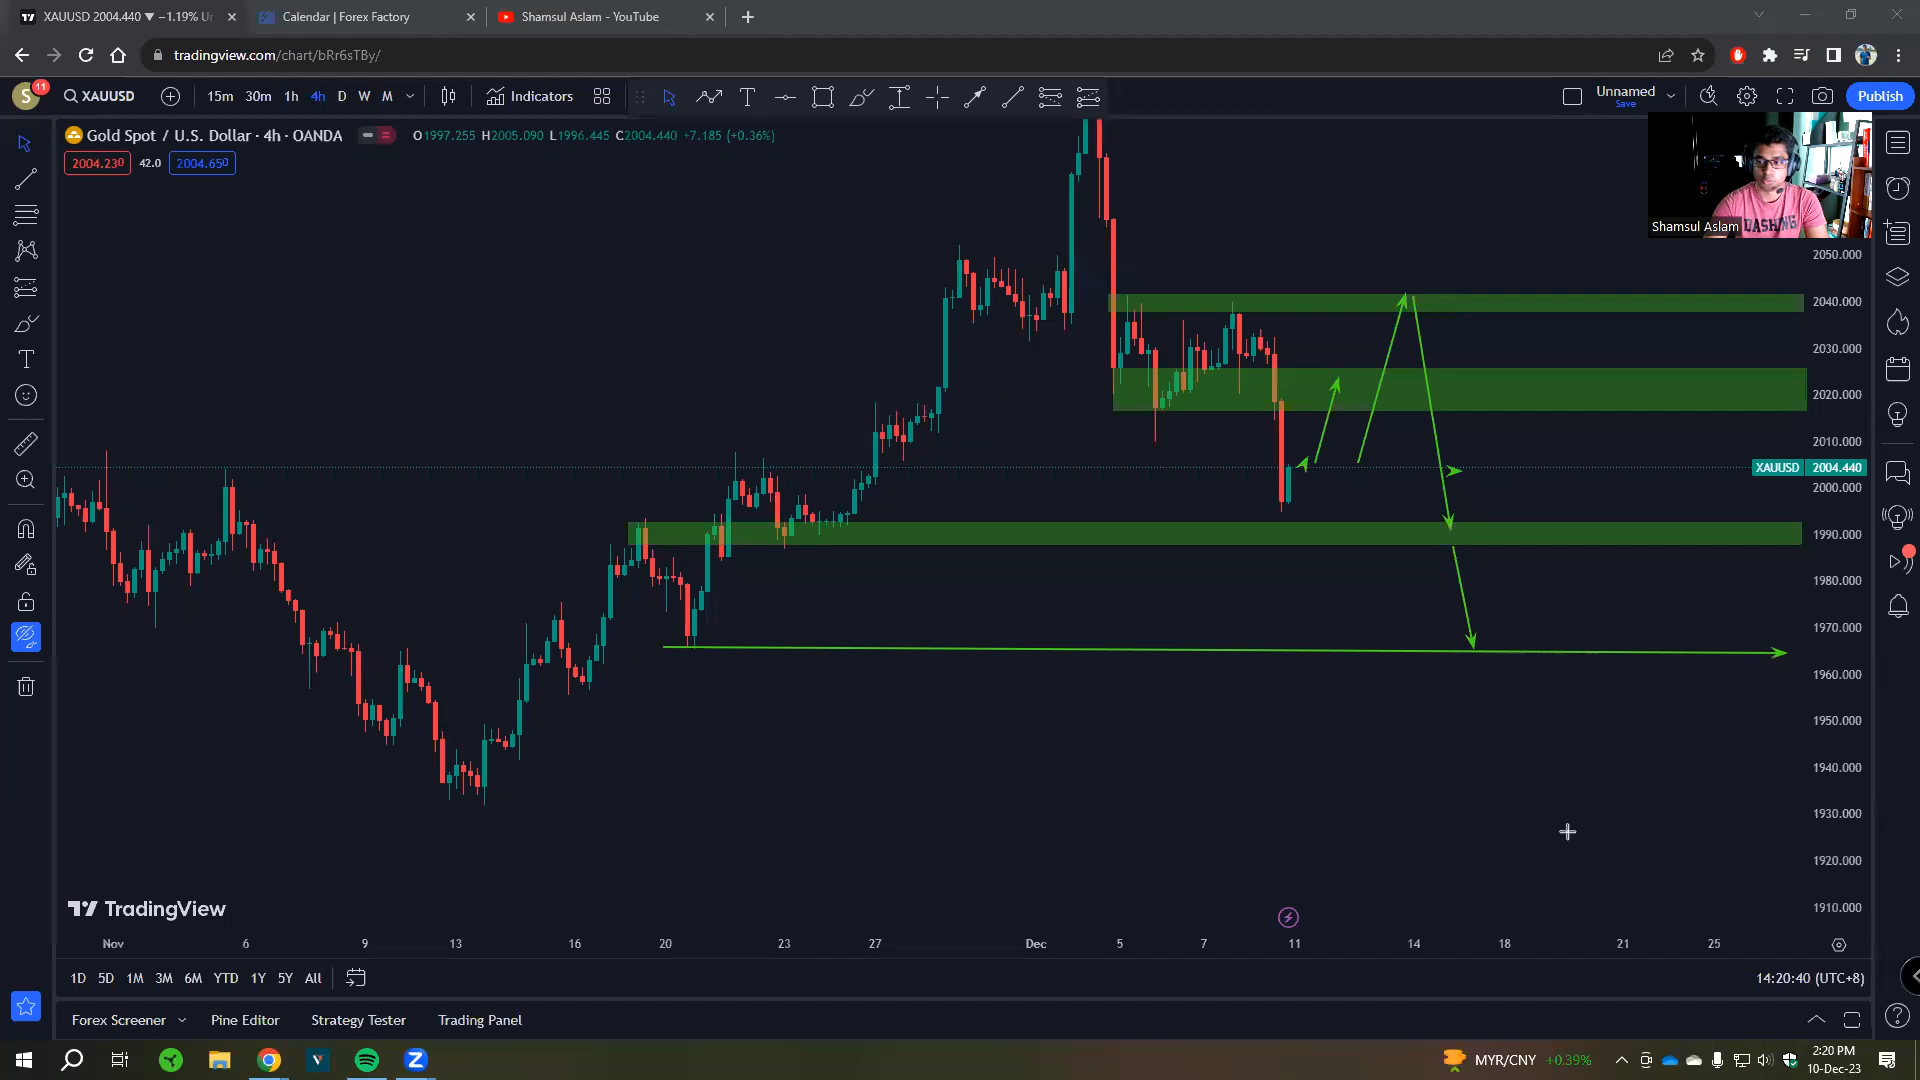 XAUUSD 2004.440 ▼ −1.19% Un
Calendar | Forex Factory
Shamsul Aslam - YouTube
tradingview.com/chart/bRr6sTBy/
S
11
XAUUSD
15m 30m 1h 4h D W M
Indicators
Unnamed
Save
Publish
Gold Spot / U.S. Dollar · 4h · OANDA
O1997.255 H2005.090 L1996.445 C2004.440 +7.185 (+0.36%)
2004.230 42.0 2004.650
DASHING
Shamsul Aslam
2050.000
2040.000
2030.000
2020.000
2010.000
XAUUSD 2004.440
2000.000
1990.000
1980.000
1970.000
1960.000
1950.000
1940.000
1930.000
1920.000
1910.000
TradingView
Nov 6 9 13 16 20 23 27 Dec 5 7 11 14 18 21 25
1D 5D 1M 3M 6M YTD 1Y 5Y All
14:20:40 (UTC+8)
Forex Screener Pine Editor Strategy Tester Trading Panel
MYR/CNY +0.39%
2:20 PM
10-Dec-23